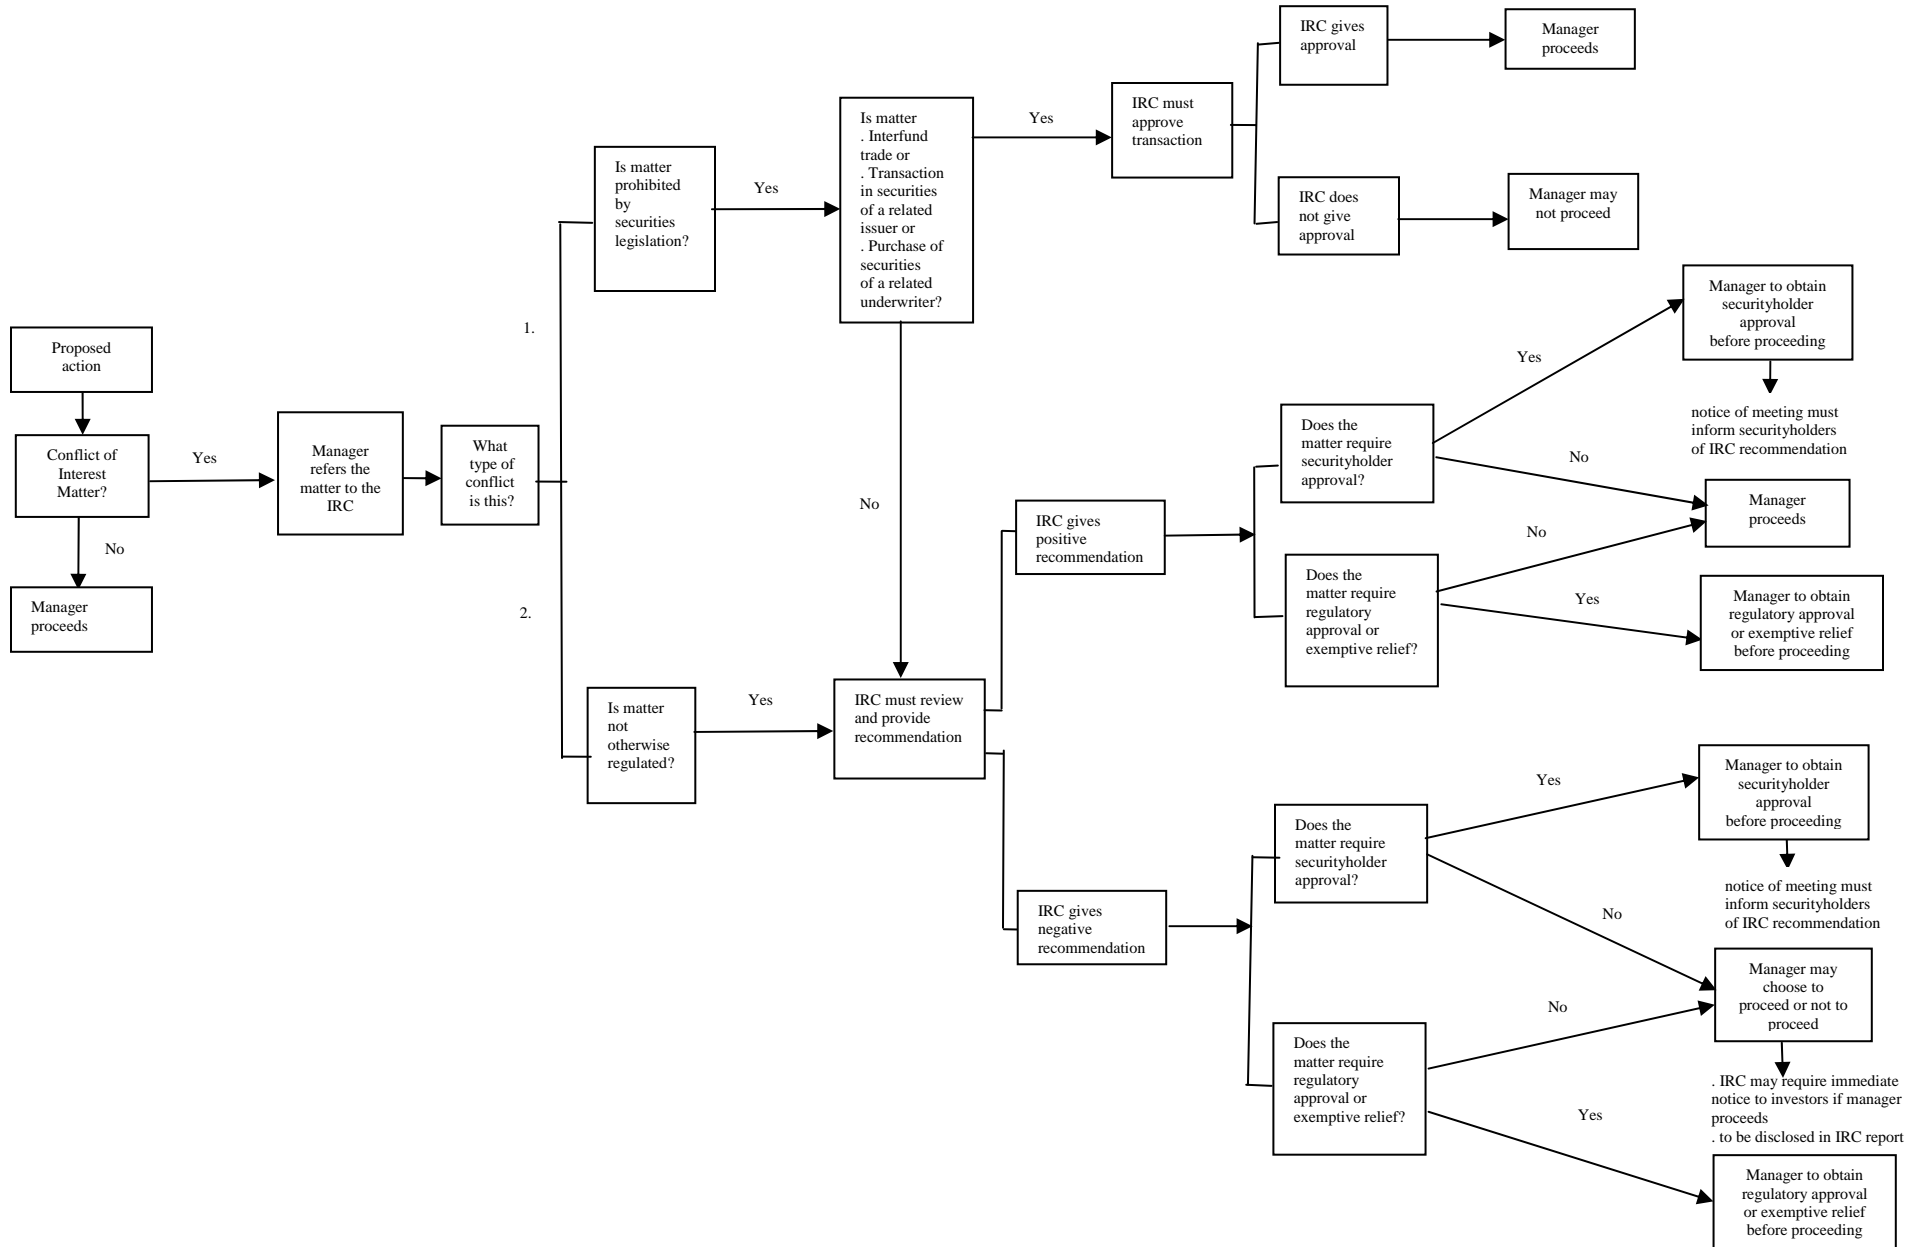 Proposed
action
Conflict of
Interest
Matter?
Yes
No
Manager
proceeds
Manager
refers the
matter to the
IRC
What
type of
conflict
is this?
1.
2.
Is matter
prohibited
by
securities
legislation?
Yes
Is matter
. Interfund
trade or
. Transaction
in securities
of a related
issuer or
. Purchase of
securities
of a related
underwriter?
Yes
No
IRC must
approve
transaction
IRC gives
approval
Manager
proceeds
IRC does
not give
approval
Manager may
not proceed
Is matter
not
otherwise
regulated?
Yes
IRC must review
and provide
recommendation
IRC gives
positive
recommendation
Does the
matter require
securityholder
approval?
Yes
Manager to obtain
securityholder
approval
before proceeding
notice of meeting must
inform securityholders
of IRC recommendation
No
Manager
proceeds
No
Does the
matter require
regulatory
approval or
exemptive relief?
Yes
Manager to obtain
regulatory approval
or exemptive relief
before proceeding
IRC gives
negative
recommendation
Does the
matter require
securityholder
approval?
Yes
Manager to obtain
securityholder
approval
before proceeding
notice of meeting must
inform securityholders
of IRC recommendation
No
Manager may
choose to
proceed or not to
proceed
. IRC may require immediate
notice to investors if manager
proceeds
. to be disclosed in IRC report
No
Does the
matter require
regulatory
approval or
exemptive relief?
Yes
Manager to obtain
regulatory approval
or exemptive relief
before proceeding